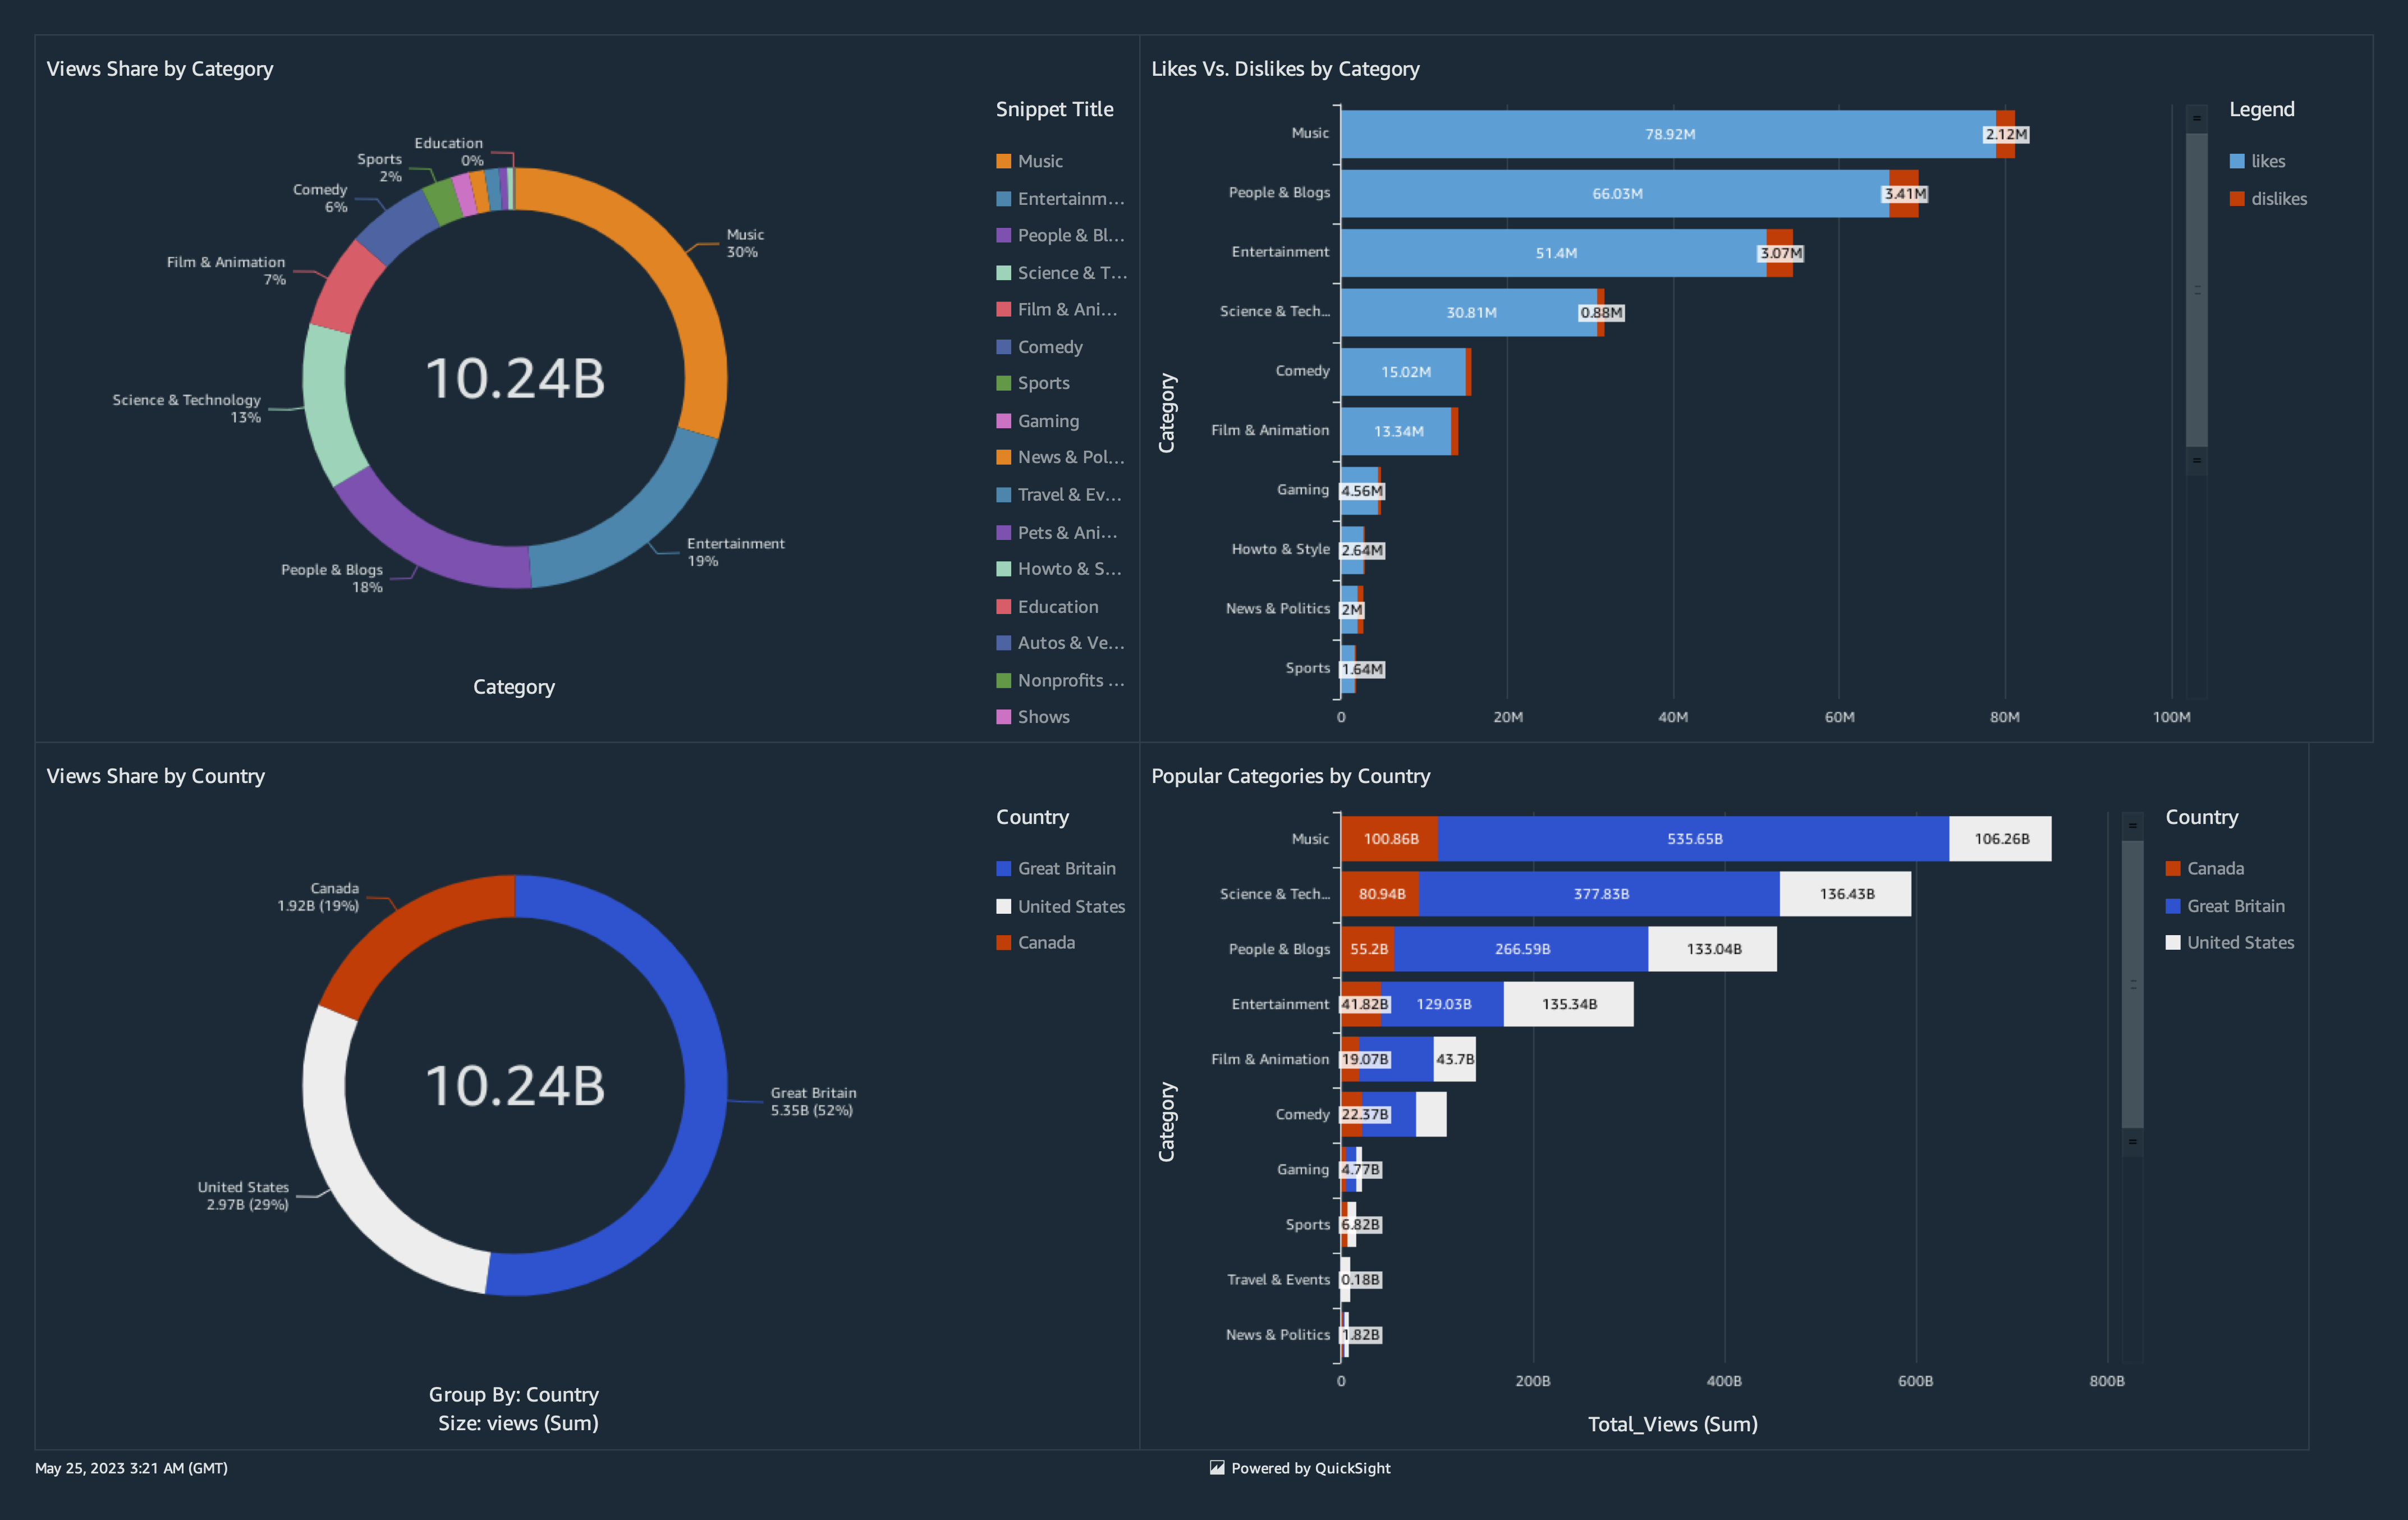 Views Share by Category
Snippet Title
Music
Entertainm...
People & Bl...
Science & T...
Film & Ani...
Comedy
Sports
Gaming
News & Pol...
Travel & Ev...
Pets & Ani...
Howto & S...
Education
Autos & Ve...
Nonprofits ...
Shows
Education
0%
Sports
2%
Comedy
6%
Film & Animation
7%
Science & Technology
13%
People & Blogs
18%
Music
30%
Entertainment
19%
10.24B
Category
Likes Vs. Dislikes by Category
Legend
likes
dislikes
Category
Music
78.92M
2.12M
People & Blogs
66.03M
3.41M
Entertainment
51.4M
3.07M
Science & Tech...
30.81M
0.88M
Comedy
15.02M
Film & Animation
13.34M
Gaming
4.56M
Howto & Style
2.64M
News & Politics
2M
Sports
1.64M
0
20M
40M
60M
80M
100M
Views Share by Country
Country
Great Britain
United States
Canada
Canada
1.92B (19%)
Great Britain
5.35B (52%)
United States
2.97B (29%)
10.24B
Group By: Country
Size: views (Sum)
Popular Categories by Country
Country
Canada
Great Britain
United States
Category
Music
100.86B
535.65B
106.26B
Science & Tech...
80.94B
377.83B
136.43B
People & Blogs
55.2B
266.59B
133.04B
Entertainment
41.82B
129.03B
135.34B
Film & Animation
19.07B
43.7B
Comedy
22.37B
Gaming
4.77B
Sports
6.82B
Travel & Events
0.18B
News & Politics
1.82B
0
200B
400B
600B
800B
Total_Views (Sum)
May 25, 2023 3:21 AM (GMT)
Powered by QuickSight